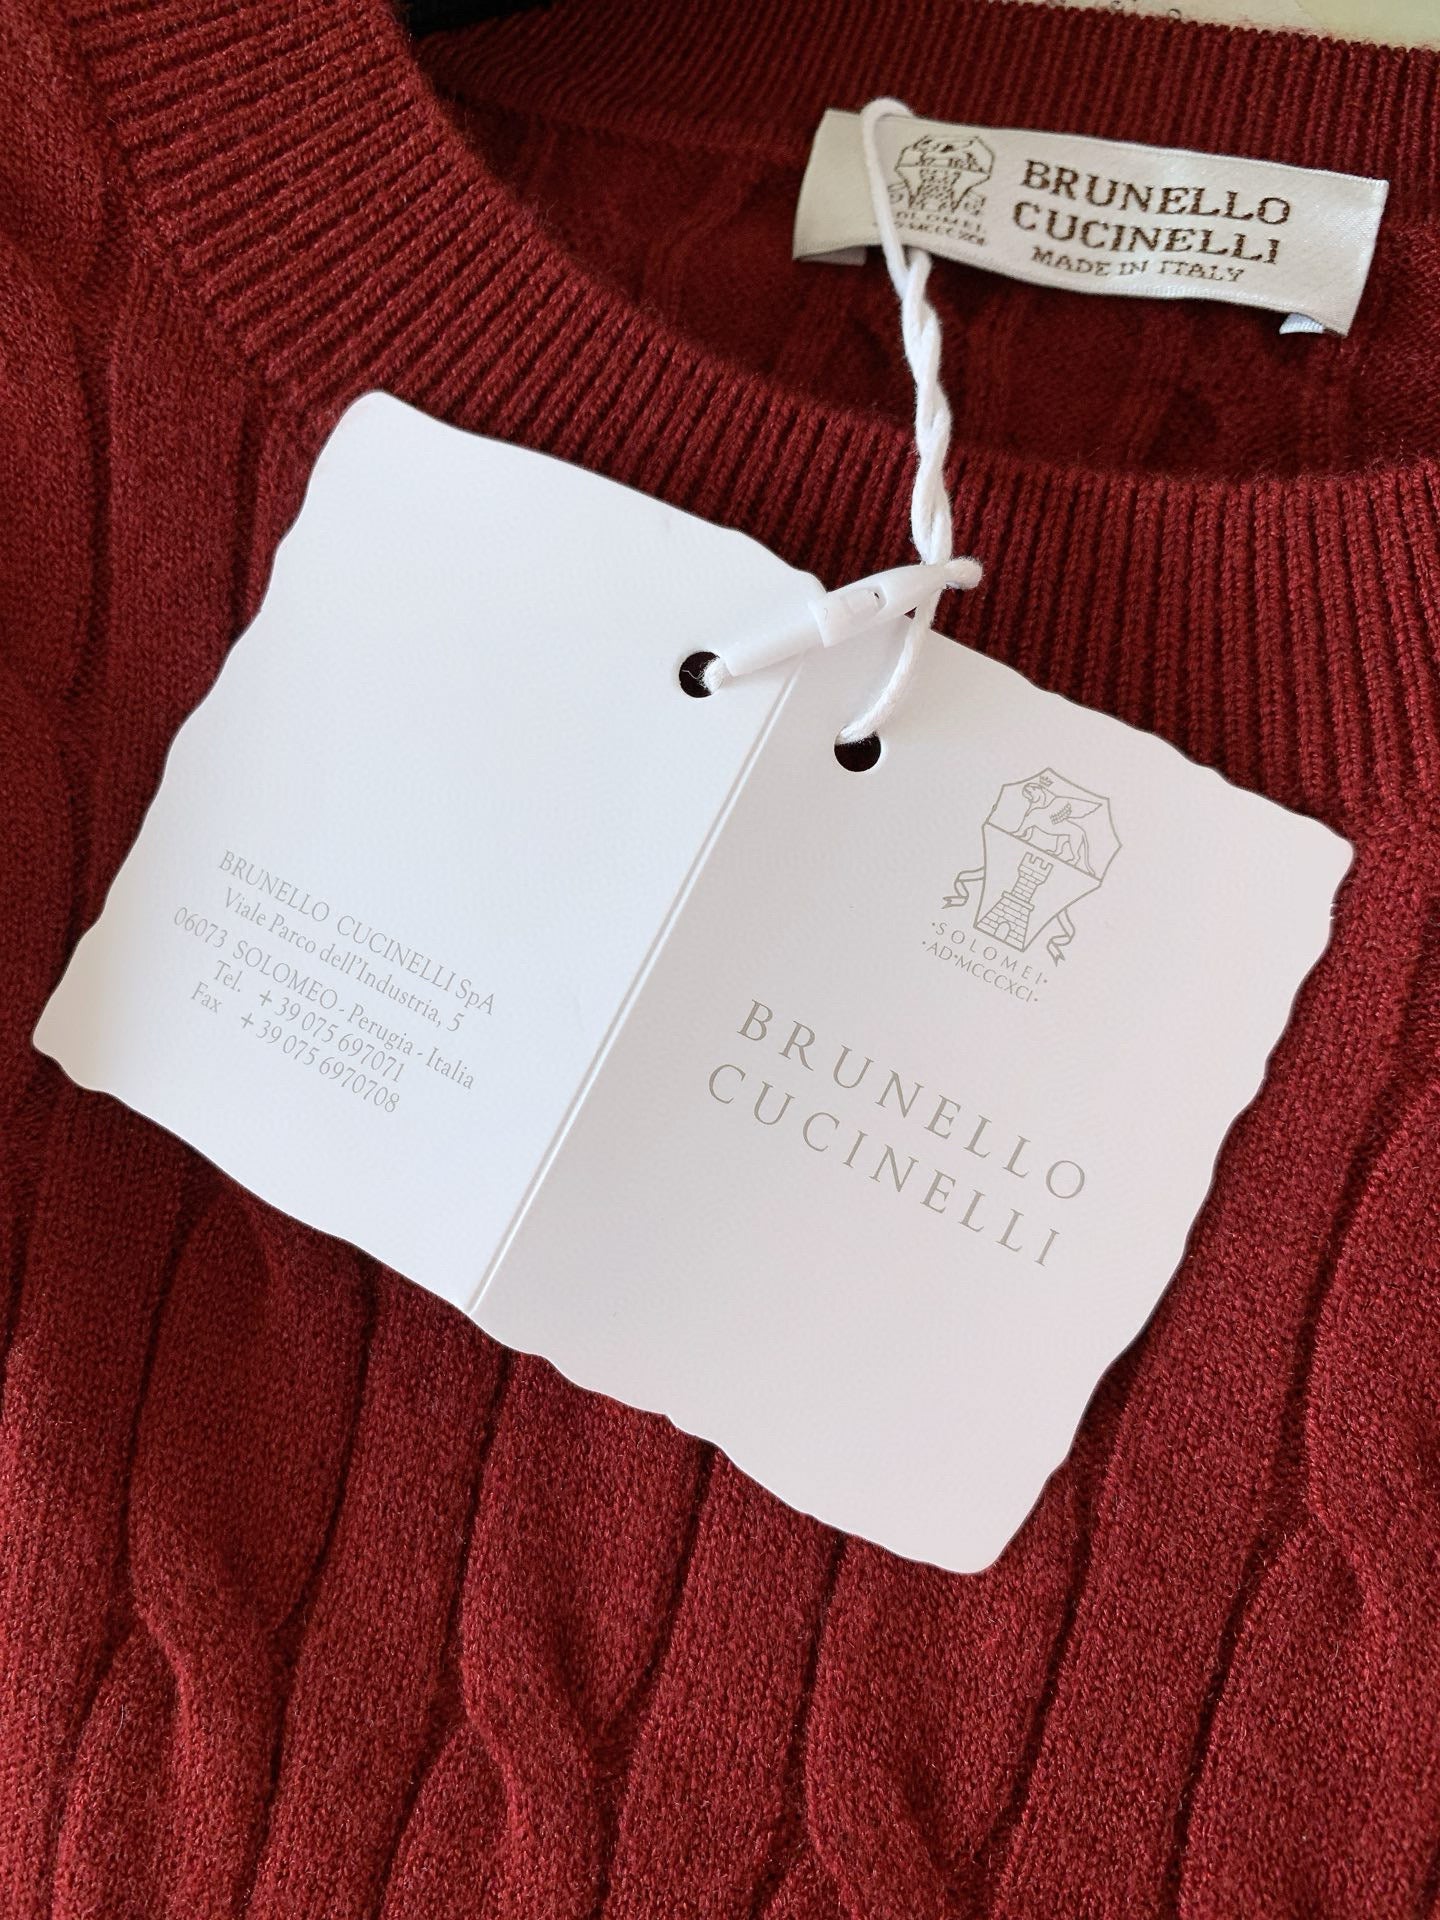 BRUNELLO
CUCINELLI
MADE IN ITALY
BRUNELLO CUCINELLI SpA
Viale Parco dell'Industria, 5
06073 SOLOMEO - Perugia - Italia
Tel. +39 075 697071
Fax +39 075 6970708
·SOLOMEI·
·AD·MCCCXCI·
BRUNELLO
CUCINELLI